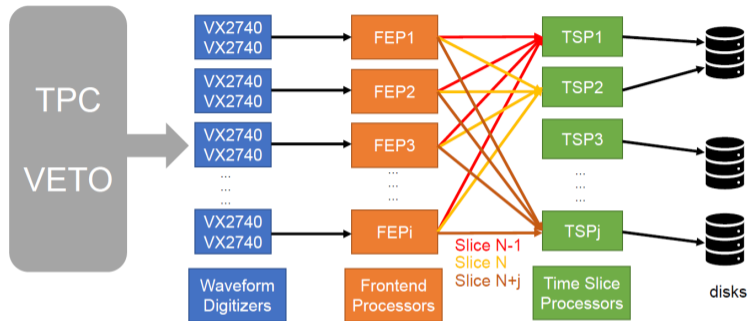 TPC
VETO
VX2740
VX2740
VX2740
VX2740
VX2740
VX2740
... ...
... ...
VX2740
VX2740
Waveform
Digitizers
FEP1
FEP2
FEP3
... ...
... ...
FEPi
Frontend
Processors
Slice N-1
Slice N
Slice N+j
TSP1
TSP2
TSP3
...
...
TSPj
Time Slice
Processors
...
...
disks